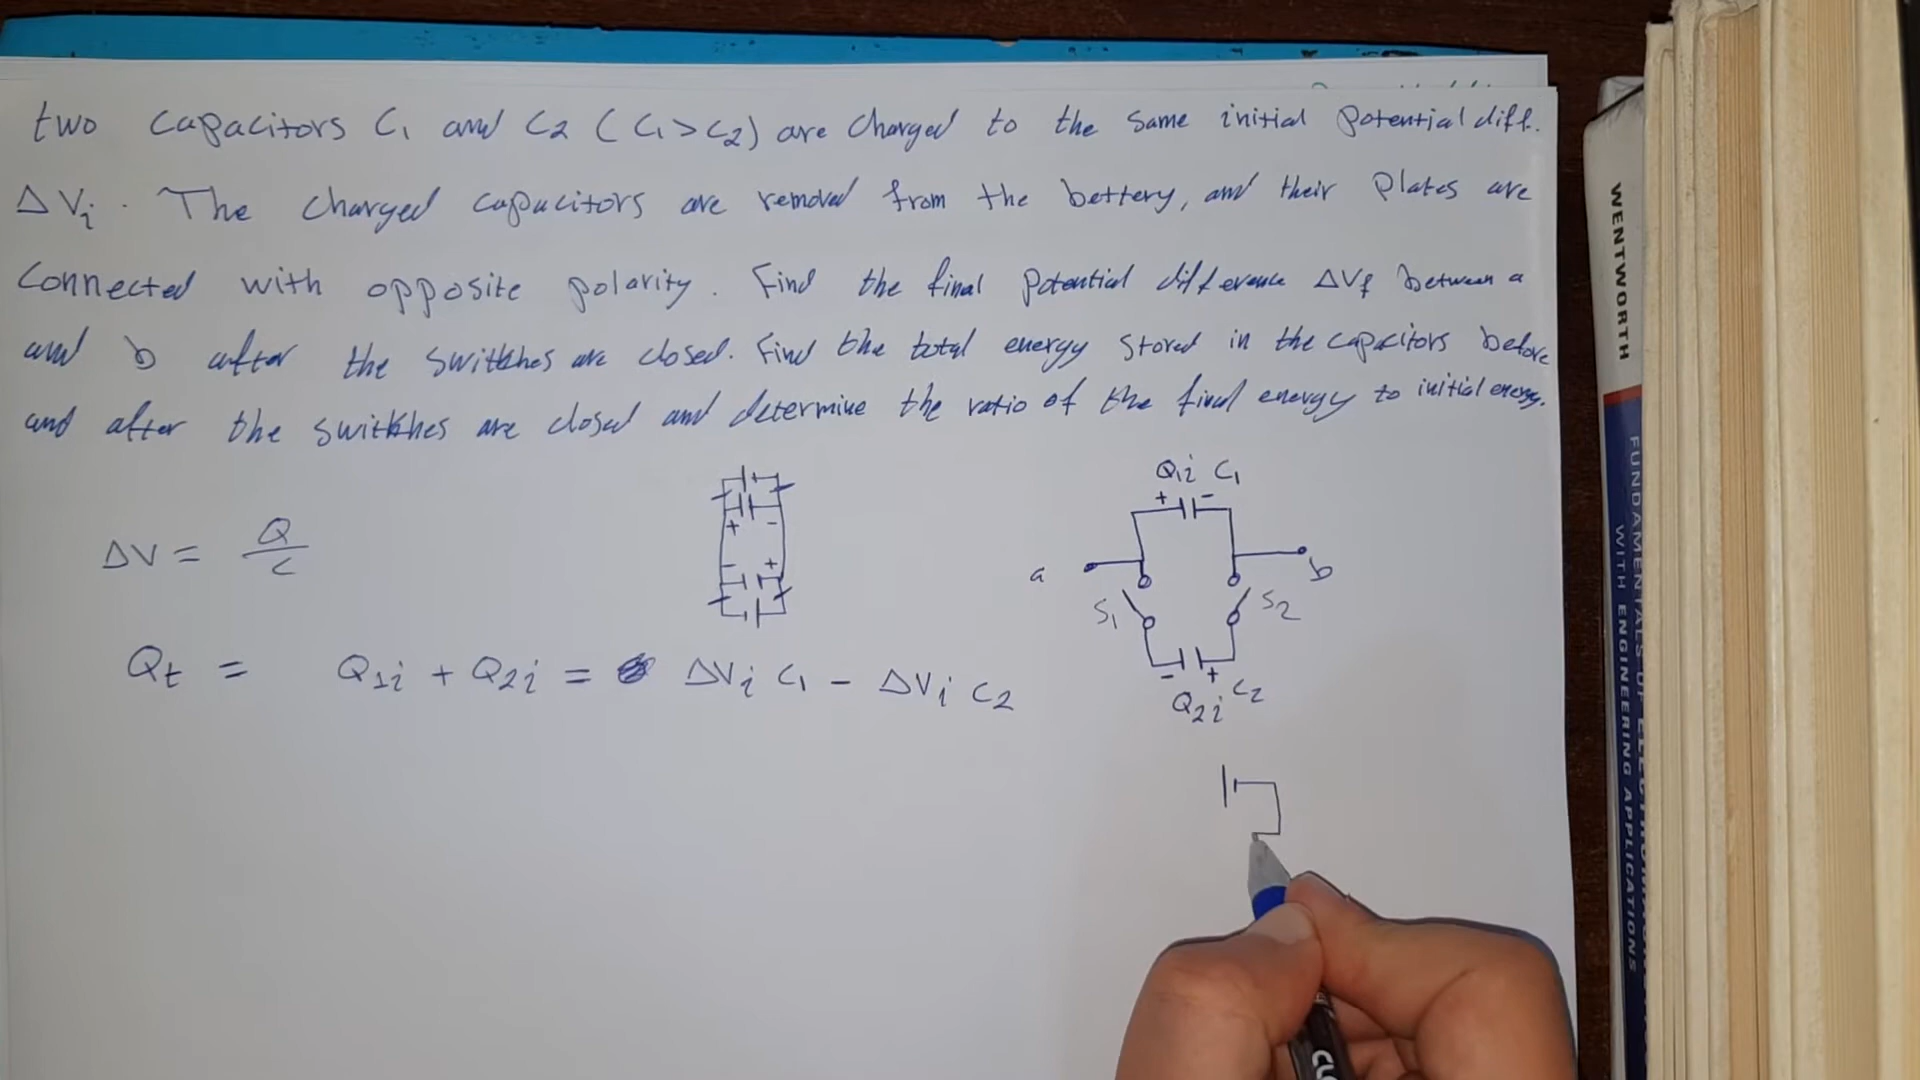 two capacitors C1 and C2 ( C1 > C2 ) are charged to the same initial potential diff.
ΔVi . The charged capacitors are removed from the bettery, and their plates are
connected with opposite polarity. Find the final potential difference ΔVf between a
and b after the switches are closed. Find the total energy stored in the capacitors before
and after the switches are closed and determine the ratio of the final energy to initial energy.
ΔV = Q/C
Qt = Q1i + Q2i = ΔVi C1 - ΔVi C2
+ -
- +
Q1i C1
+ -
a
b
S1
S2
- +
Q2i C2
WENTWORTH
FUNDAMENTALS OF
WITH ENGINEERING APPLICATIONS